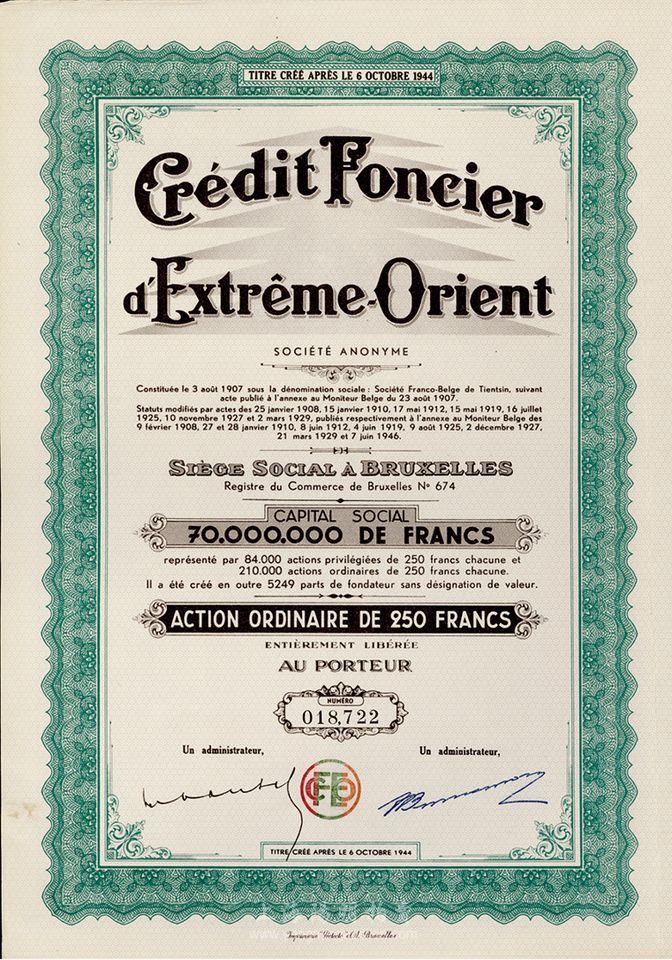 TITRE CRÉÉ APRÈS LE 6 OCTOBRE 1944
Crédit Foncier
d'Extrême-Orient
SOCIÉTÉ ANONYME
Constituée le 3 août 1907 sous la dénomination sociale : Société Franco-Belge de Tientsin, suivant
acte publié à l'annexe au Moniteur Belge du 23 août 1907.
Statuts modifiés par actes des 25 janvier 1908, 15 janvier 1910, 17 mai 1912, 15 mai 1919, 16 juillet
1925, 10 novembre 1927 et 2 mars 1929, publiés respectivement à l'annexe au Moniteur Belge des
9 février 1908, 27 et 28 janvier 1910, 8 juin 1912, 4 juin 1919, 9 août 1925, 2 décembre 1927,
21 mars 1929 et 7 juin 1946.
SIÈGE SOCIAL À BRUXELLES
Registre du Commerce de Bruxelles No 674
CAPITAL SOCIAL
70.000.000 DE FRANCS
représenté par 84.000 actions privilégiées de 250 francs chacune et
210.000 actions ordinaires de 250 francs chacune.
Il a été créé en outre 5249 parts de fondateur sans désignation de valeur.
ACTION ORDINAIRE DE 250 FRANCS
ENTIÈREMENT LIBÉRÉE
AU PORTEUR
NUMÉRO
018,722
Un administrateur, Un administrateur,
CFEO
TITRE CRÉÉ APRÈS LE 6 OCTOBRE 1944
Imprimerie Bruxelles